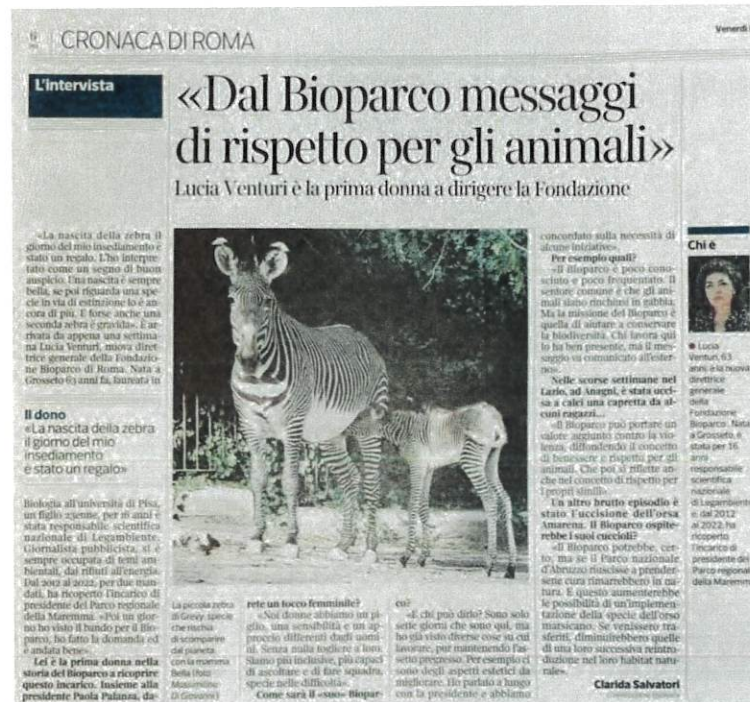 6
CRONACA DI ROMA
Venerdì
L'intervista
«Dal Bioparco messaggi
di rispetto per gli animali»
Lucia Venturi è la prima donna a dirigere la Fondazione
«La nascita della zebra il
giorno del mio insediamento è
stato un regalo. L'ho interpre-
tato come un segno di buon
auspicio. Una nascita è sempre
bella, se poi riguarda una spe-
cie in via di estinzione lo è an-
cora di più. E forse anche una
seconda zebra è gravida». È ar-
rivata da appena una settima-
na Lucia Venturi, nuova diret-
trice generale della Fondazio-
ne Bioparco di Roma. Nata a
Grosseto 63 anni fa, laureata in
Il dono
«La nascita della zebra
il giorno del mio
insediamento
è stato un regalo»
Biologia all'università di Pisa,
un figlio enne, per 16 anni è
stata responsabile scientifica
nazionale di Legambiente.
Giornalista pubblicista, si è
sempre occupata di temi am-
bientali, dai rifiuti all'energia.
Dal 2012 al 2022, per due man-
dati, ha ricoperto l'incarico di
presidente del Parco regionale
della Maremma. «Poi un gior-
no ho visto il bando per il Bio-
parco, ho fatto la domanda ed
è andata bene».
Lei è la prima donna nella
storia del Bioparco a ricoprire
questo incarico. Insieme alla
presidente Paola Palanza, da-
La piccola zebra
di Grevy, specie
che rischia
di scomparire
dal pianeta
con la mamma
Bella (foto
Massimiliano
Di Giovanni)
rete un tocco femminile?
«Noi donne abbiamo un pi-
glio, una sensibilità e un ap-
proccio differenti dagli uomi-
ni. Senza nulla togliere a loro.
Siamo più inclusive, più capaci
di ascoltare e di fare squadra,
specie nelle difficoltà».
Come sarà il «suo» Biopar-
co?
«E chi può dirlo? Sono solo
sette giorni che sono qui, ma
ho già visto diverse cose su cui
lavorare, pur mantenendo l'as-
setto pregresso. Per esempio ci
sono degli aspetti estetici da
migliorare. Ho parlato a lungo
con la presidente e abbiamo
concordato sulla necessità di
alcune iniziative».
Per esempio quali?
«Il Bioparco è poco cono-
sciuto e poco frequentato. Il
sentore comune è che gli ani-
mali siano rinchiusi in gabbia.
Ma la missione del Bioparco è
quella di aiutare a conservare
la biodiversità. Chi lavora qui
lo ha ben presente, ma il mes-
saggio va comunicato all'ester-
no».
Nelle scorse settimane nel
Lazio, ad Anagni, è stata ucci-
sa a calci una capretta da al-
cuni ragazzi...
«Il Bioparco può portare un
valore aggiunto contro la vio-
lenza, diffondendo il concetto
di benessere e rispetto per gli
animali. Che poi si riflette an-
che nel concetto di rispetto per
i propri simili».
Un altro brutto episodio è
stato l'uccisione dell'orsa
Amarena. Il Bioparco ospite-
rebbe i suoi cuccioli?
«Il Bioparco potrebbe, cer-
to, ma se il Parco nazionale
d'Abruzzo riuscisse a prender-
sene cura rimarrebbero in na-
tura. E questo aumenterebbe
le possibilità di un'implemen-
tazione della specie dell'orso
marsicano. Se venissero tra-
sferiti, diminuirebbero quelle
di una loro successiva reintro-
duzione nel loro habitat natu-
rale».
Clarida Salvatori
Chi è
Lucia
Venturi, 63
anni, è la nuova
direttrice
generale
della
Fondazione
Bioparco. Nata
a Grosseto, è
stata per 16
anni
responsabile
scientifica
nazionale
di Legambiente
e dal 2012
al 2022 ha
ricoperto
l'incarico di
presidente del
Parco regionale
della Maremma